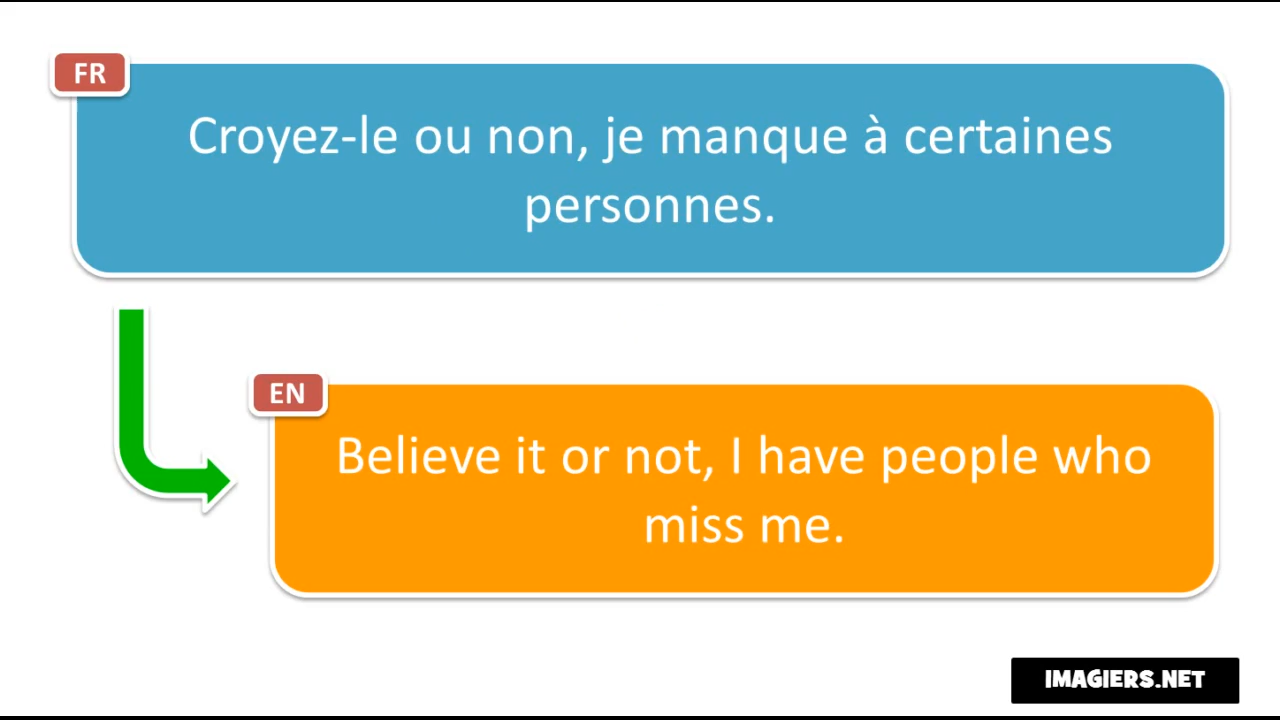 FR
Croyez-le ou non, je manque à certaines
personnes.
EN
Believe it or not, I have people who
miss me.
IMAGIERS.NET